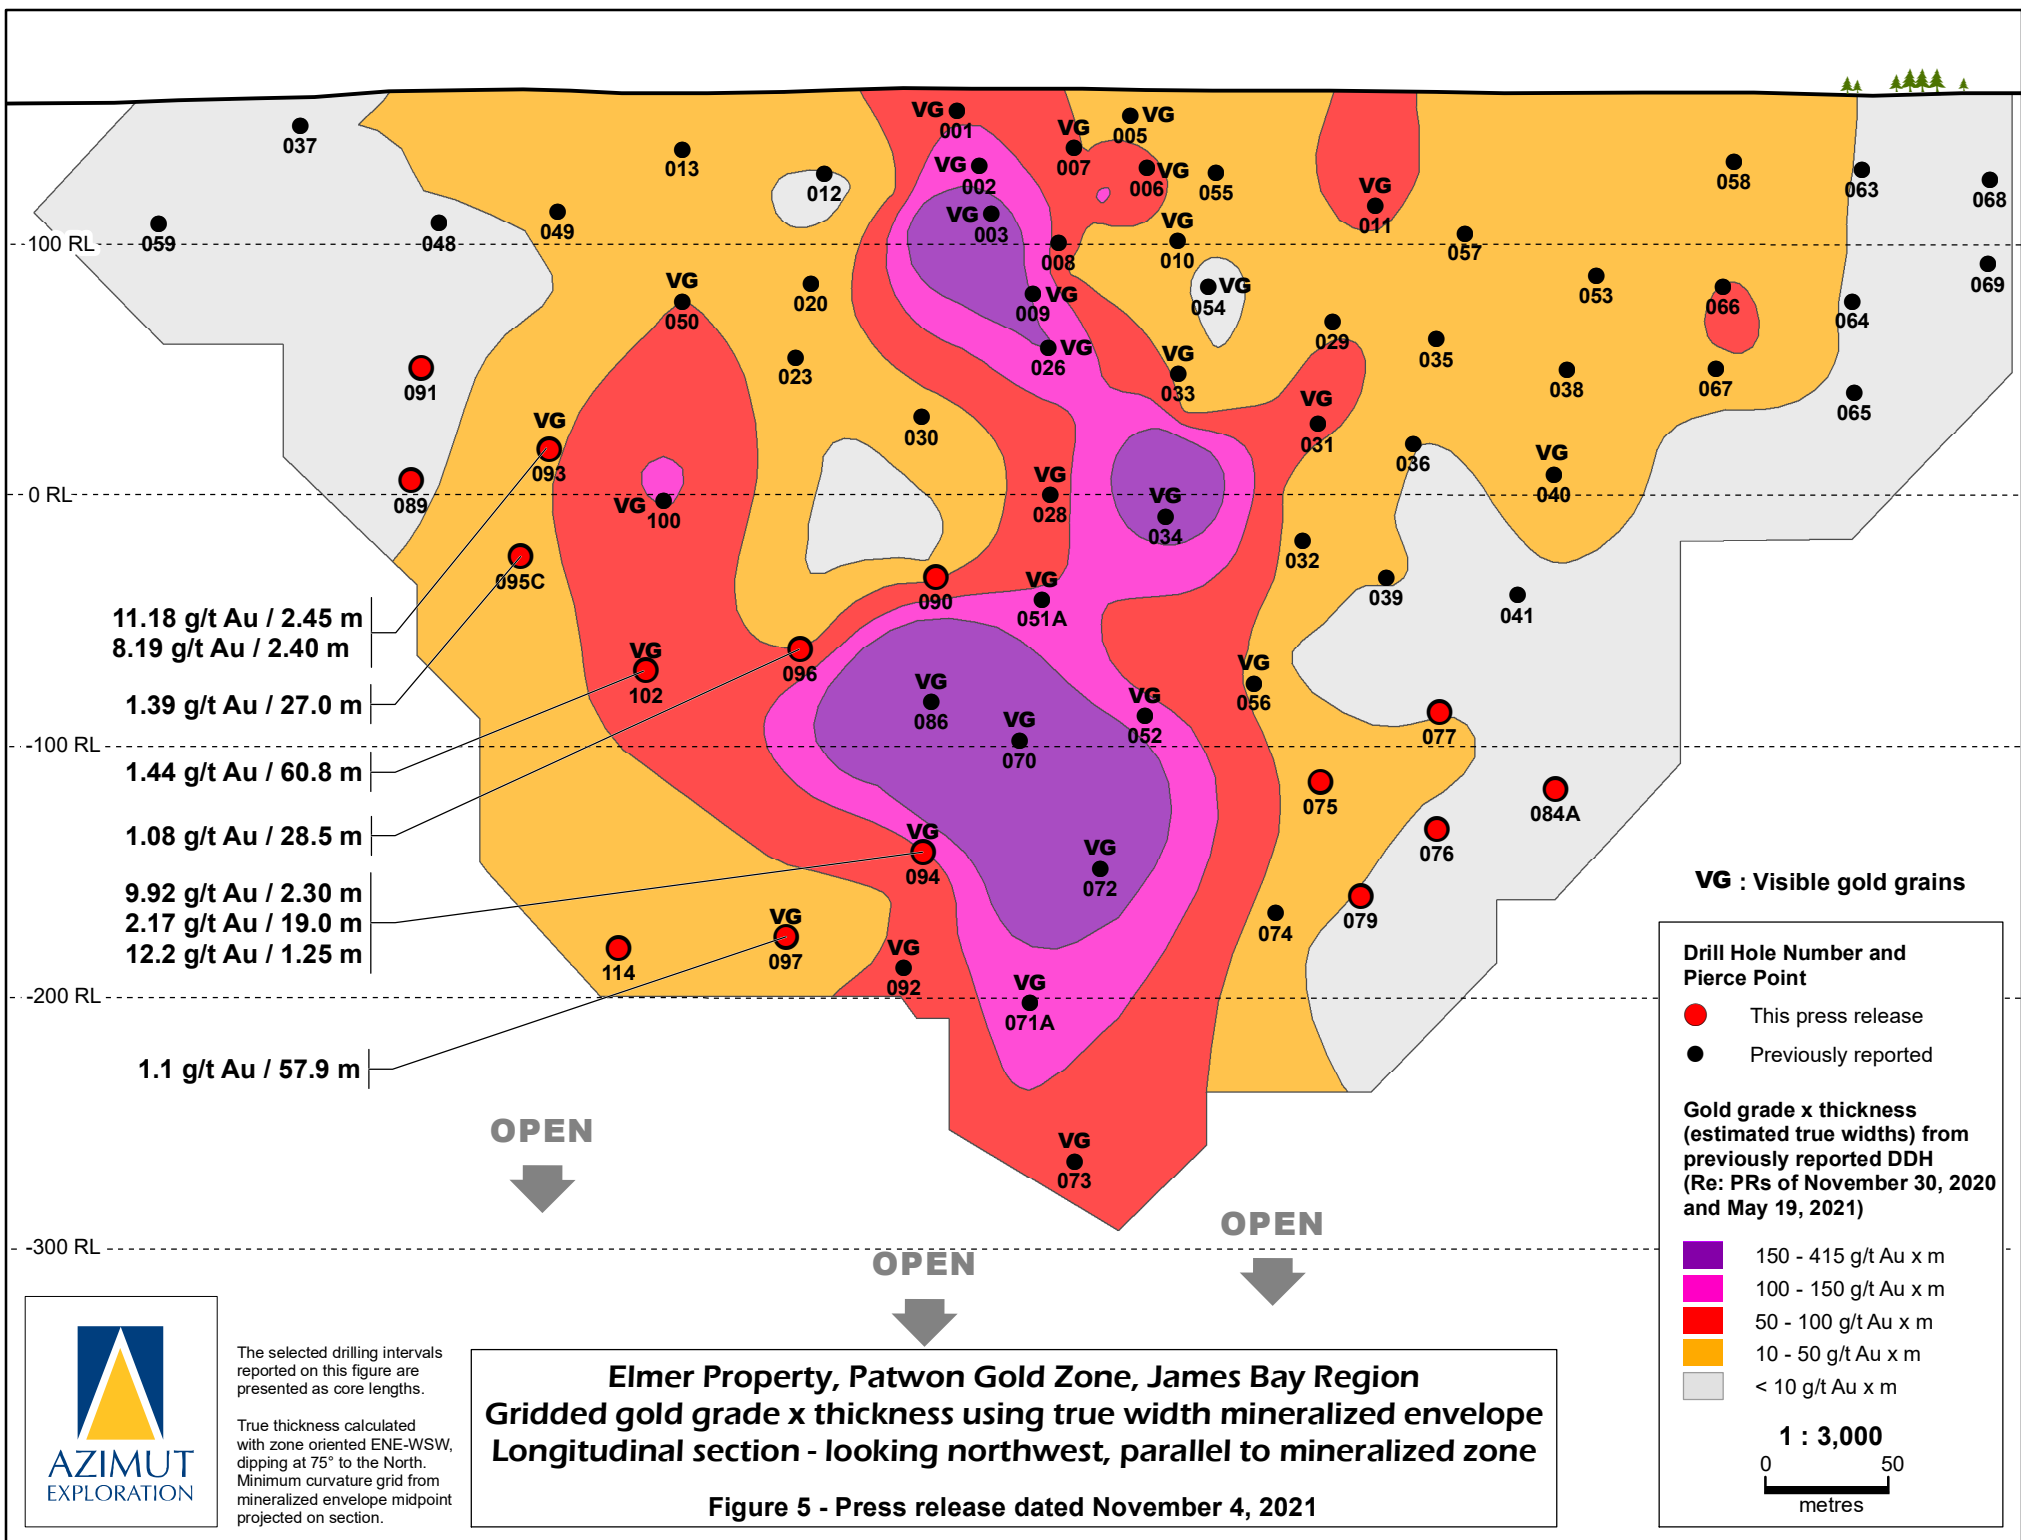 VG
001
VG
005
037
VG
007
013
VG
002
VG
006
012
055
058
063
068
VG
003
VG
011
059
048
049
100 RL
008
010
057
069
VG
050
020
VG
009
VG
054
053
066
064
023
VG
026
VG
033
029
035
038
067
065
091
030
VG
031
036
VG
093
VG
040
089
0 RL
VG
100
VG
028
VG
034
095C
032
090
VG
051A
039
041
11.18 g/t Au / 2.45 m
8.19 g/t Au / 2.40 m
VG
102
096
VG
056
1.39 g/t Au / 27.0 m
VG
086
VG
070
VG
052
077
-100 RL
1.44 g/t Au / 60.8 m
075
084A
1.08 g/t Au / 28.5 m
VG
094
076
VG
072
9.92 g/t Au / 2.30 m
2.17 g/t Au / 19.0 m
12.2 g/t Au / 1.25 m
079
074
114
VG
097
VG
092
-200 RL
071A
VG
1.1 g/t Au / 57.9 m
VG
073
OPEN
OPEN
OPEN
-300 RL
VG : Visible gold grains
Drill Hole Number and
Pierce Point
This press release
Previously reported
Gold grade x thickness
(estimated true widths) from
previously reported DDH
(Re: PRs of November 30, 2020
and May 19, 2021)
150 - 415 g/t Au x m
100 - 150 g/t Au x m
50 - 100 g/t Au x m
10 - 50 g/t Au x m
< 10 g/t Au x m
1 : 3,000
0 50
metres
AZIMUT
EXPLORATION
The selected drilling intervals
reported on this figure are
presented as core lengths.
True thickness calculated
with zone oriented ENE-WSW,
dipping at 75° to the North.
Minimum curvature grid from
mineralized envelope midpoint
projected on section.
Elmer Property, Patwon Gold Zone, James Bay Region
Gridded gold grade x thickness using true width mineralized envelope
Longitudinal section - looking northwest, parallel to mineralized zone
Figure 5 - Press release dated November 4, 2021